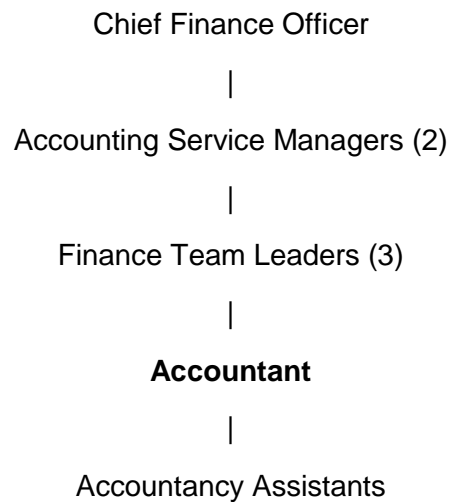 Chief Finance Officer
|
Accounting Service Managers (2)
|
Finance Team Leaders (3)
|
Accountant
|
Accountancy Assistants